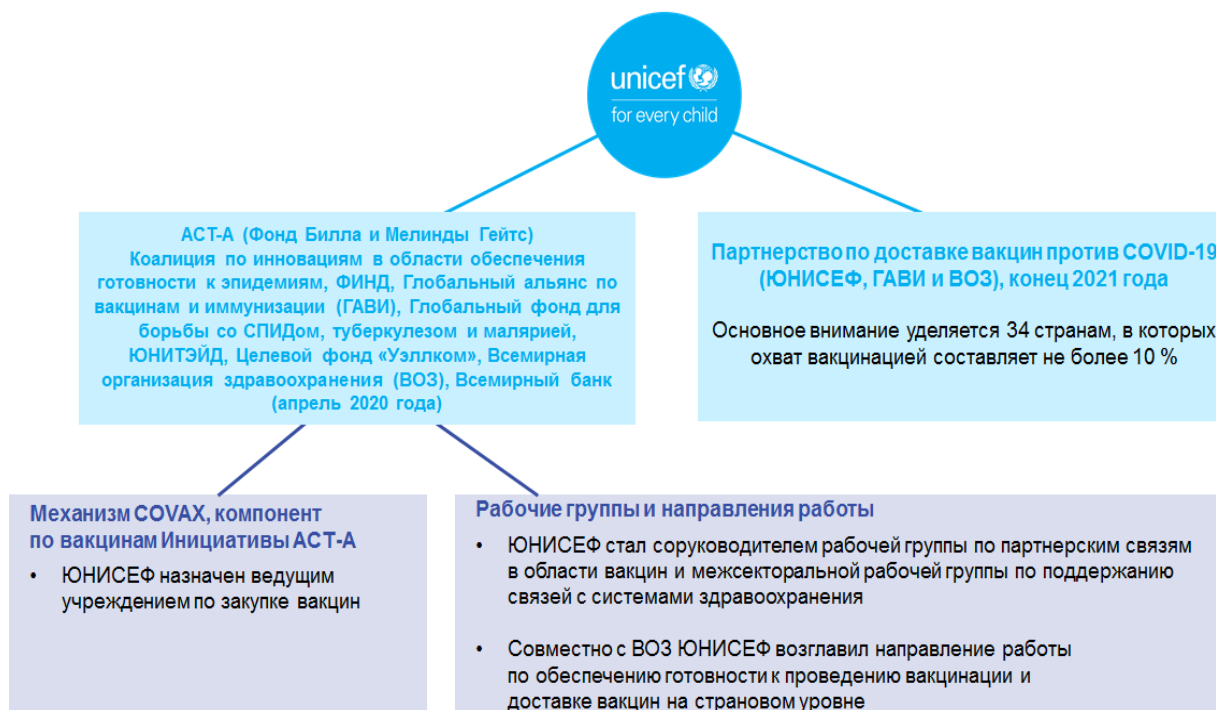 unicef
for every child
АСТ-А (Фонд Билла и Мелинды Гейтс)
Коалиция по инновациям в области обеспечения
готовности к эпидемиям, ФИНД, Глобальный альянс по
вакцинам и иммунизации (ГАВИ), Глобальный фонд для
борьбы со СПИДом, туберкулезом и малярией,
ЮНИТЭЙД, Целевой фонд «Уэллком», Всемирная
организация здравоохранения (ВОЗ), Всемирный банк
(апрель 2020 года)
Партнерство по доставке вакцин против COVID-19
(ЮНИСЕФ, ГАВИ и ВОЗ), конец 2021 года
Основное внимание уделяется 34 странам, в которых
охват вакцинацией составляет не более 10 %
Механизм COVAX, компонент
по вакцинам Инициативы АСТ-А
• ЮНИСЕФ назначен ведущим
учреждением по закупке вакцин
Рабочие группы и направления работы
• ЮНИСЕФ стал соруководителем рабочей группы по партнерским связям
в области вакцин и межсекторальной рабочей группы по поддержанию
связей с системами здравоохранения
• Совместно с ВОЗ ЮНИСЕФ возглавил направление работы
по обеспечению готовности к проведению вакцинации и
доставке вакцин на страновом уровне